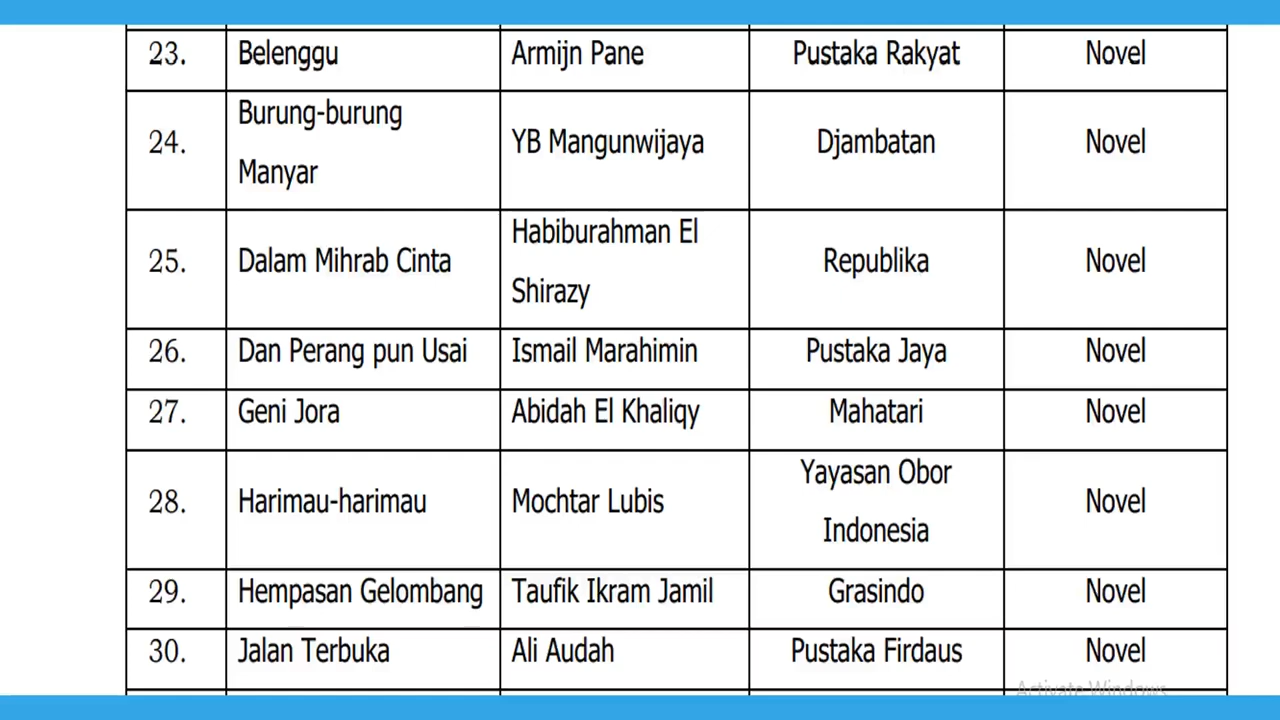 23. Belenggu Armijn Pane Pustaka Rakyat Novel
Burung-burung
24. YB Mangunwijaya Djambatan Novel
Manyar
Habiburahman El
25. Dalam Mihrab Cinta Republika Novel
Shirazy
26. Dan Perang pun Usai Ismail Marahimin Pustaka Jaya Novel
27. Geni Jora Abidah El Khaliqy Mahatari Novel
Yayasan Obor
28. Harimau-harimau Mochtar Lubis Novel
Indonesia
29. Hempasan Gelombang Taufik Ikram Jamil Grasindo Novel
30. Jalan Terbuka Ali Audah Pustaka Firdaus Novel
Activate Windows